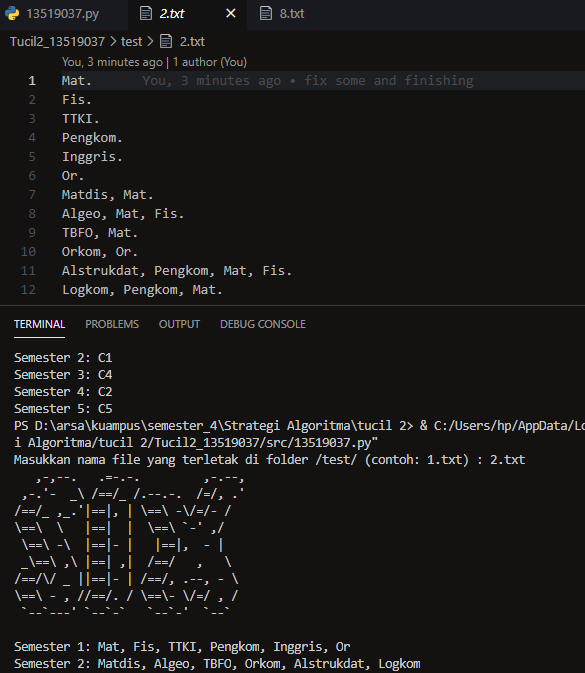 13519037.py 2.txt 8.txt
Tucil2_13519037 > test > 2.txt
You, 3 minutes ago | 1 author (You)
1 Mat. You, 3 minutes ago • fix some and finishing
2 Fis.
3 TTKI.
4 Pengkom.
5 Inggris.
6 Or.
7 Matdis, Mat.
8 Algeo, Mat, Fis.
9 TBFO, Mat.
10 Orkom, Or.
11 Alstrukdat, Pengkom, Mat, Fis.
12 Logkom, Pengkom, Mat.
TERMINAL PROBLEMS OUTPUT DEBUG CONSOLE
Semester 2: C1
Semester 3: C4
Semester 4: C2
Semester 5: C5
PS D:\arsa\kuampus\semester_4\Strategi Algoritma\tucil 2> & C:/Users/hp/AppData/Lo
i Algoritma/tucil 2/Tucil2_13519037/src/13519037.py"
Masukkan nama file yang terletak di folder /test/ (contoh: 1.txt) : 2.txt
Semester 1: Mat, Fis, TTKI, Pengkom, Inggris, Or
Semester 2: Matdis, Algeo, TBFO, Orkom, Alstrukdat, Logkom